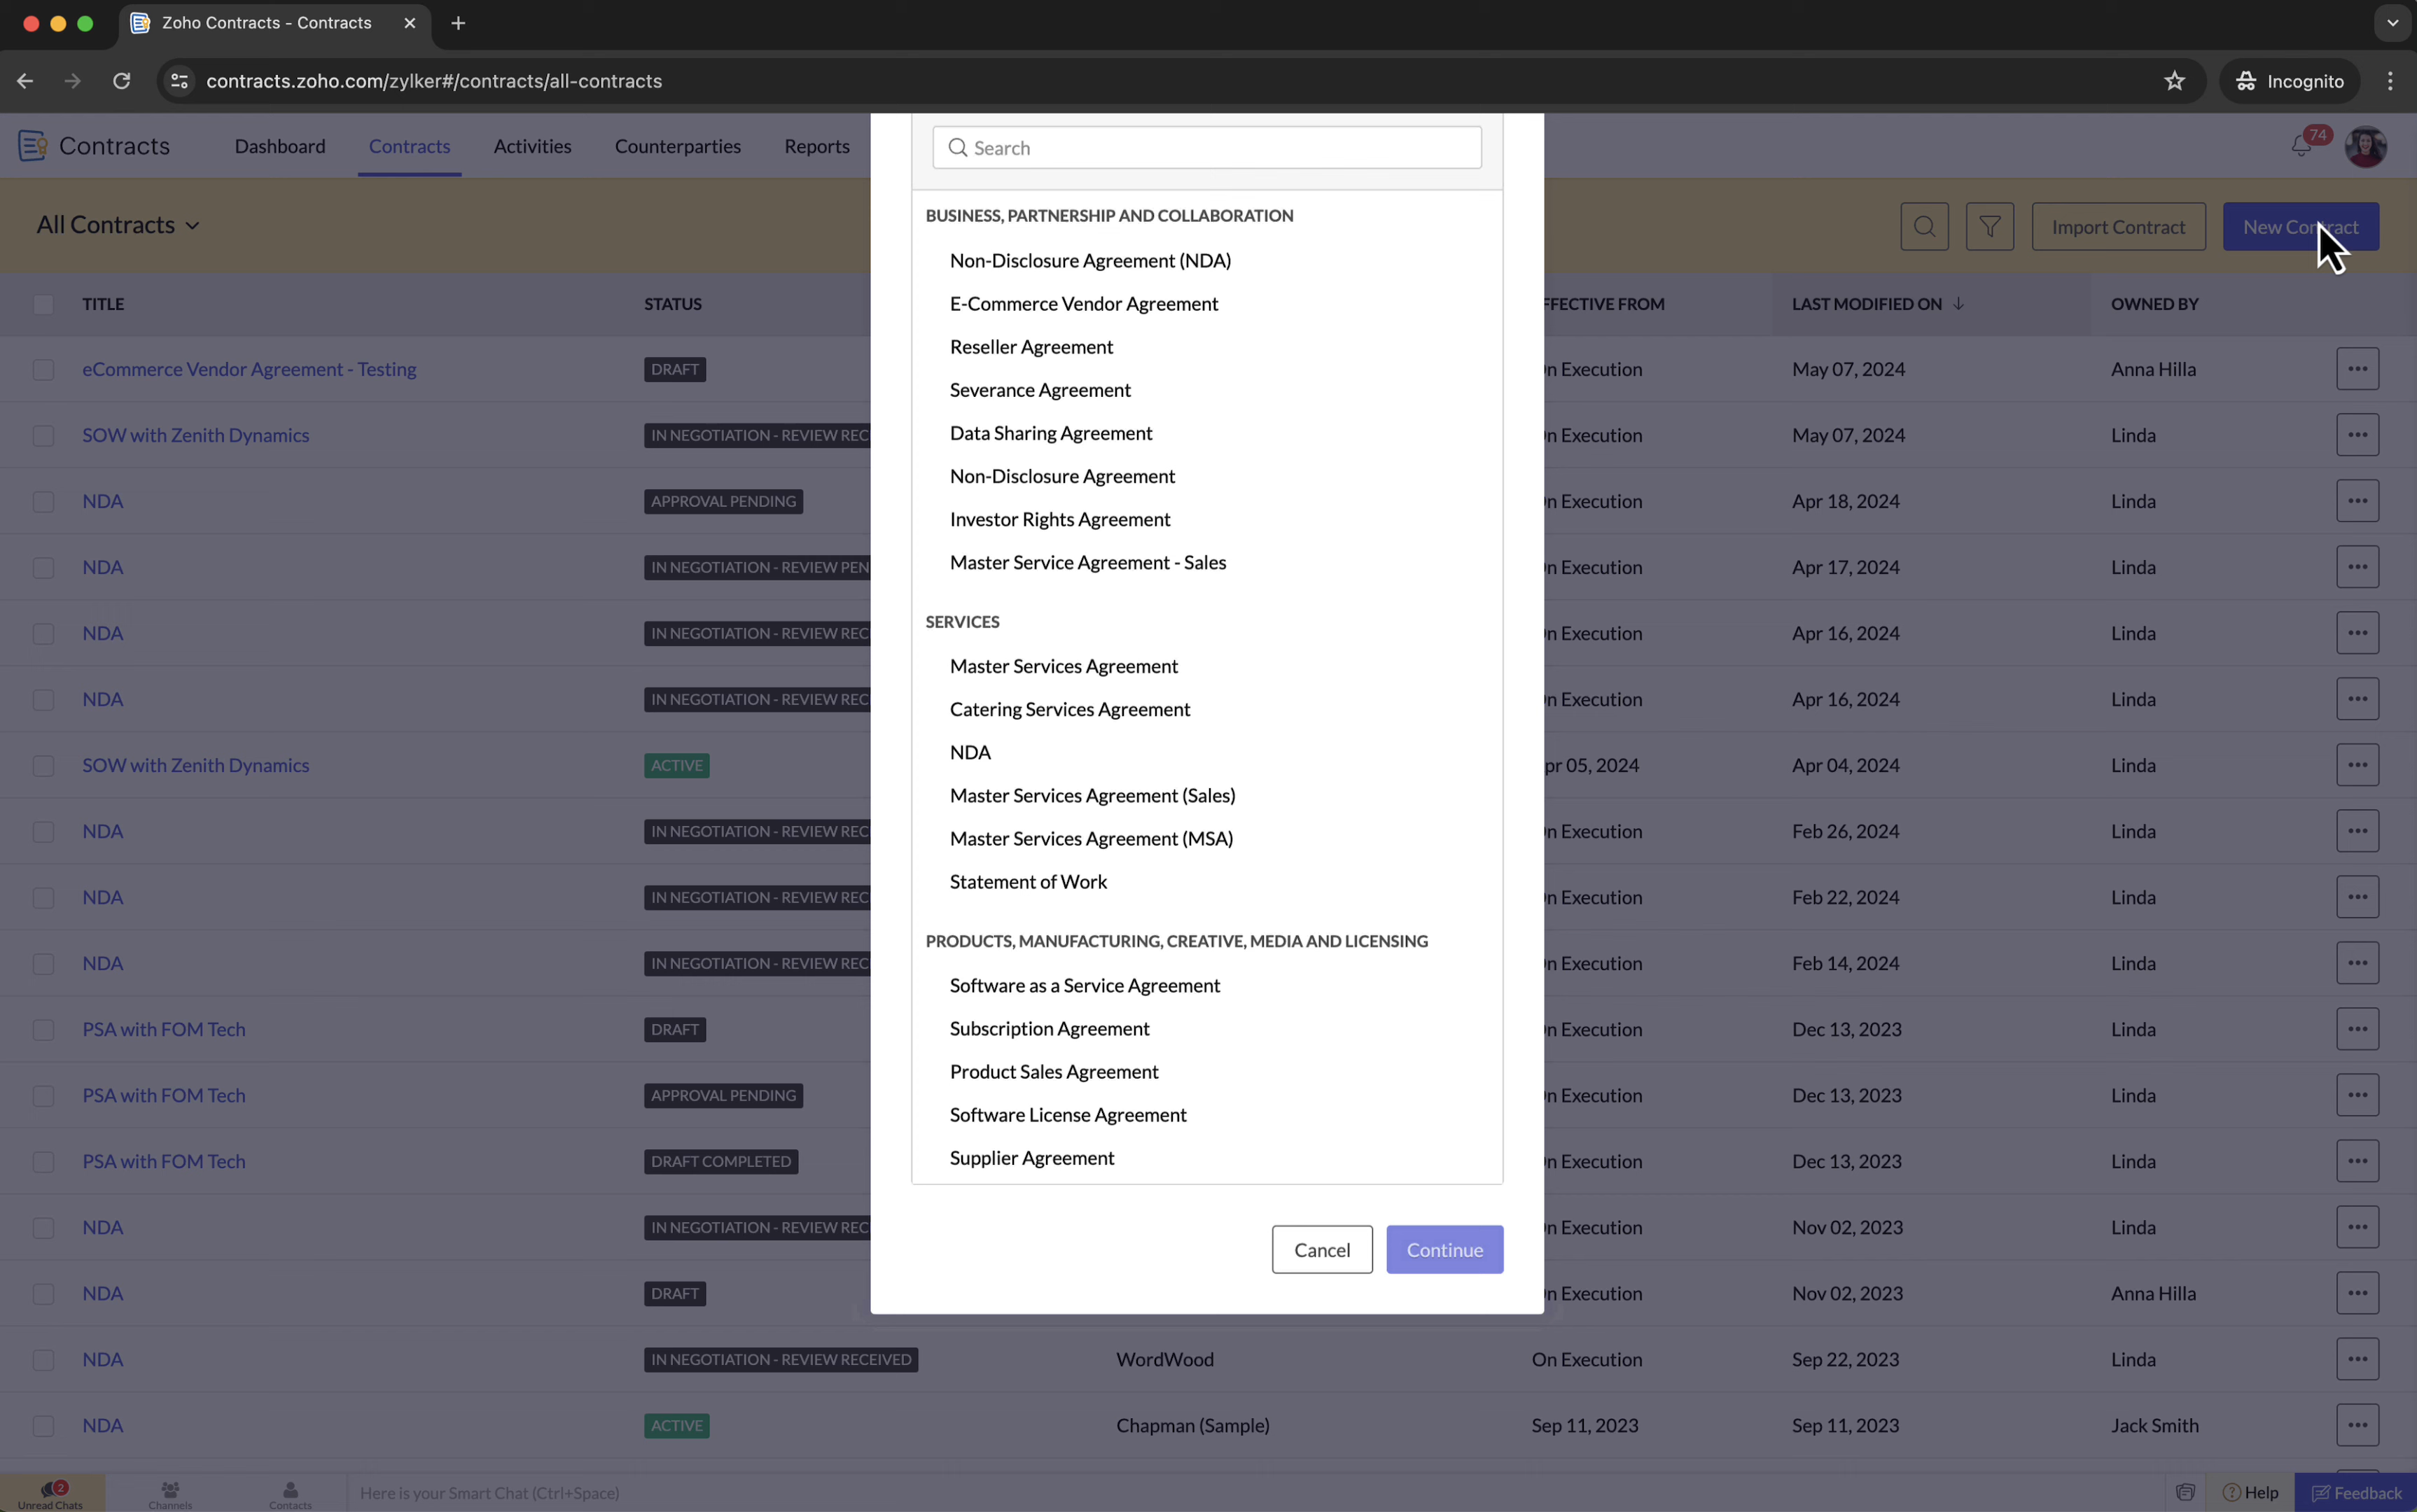 Zoho Contracts - Contracts
contracts.zoho.com/zylker#/contracts/all-contracts
Incognito
Contracts Dashboard Contracts Activities Counterparties Reports 74
Search
All Contracts Import Contract New Contract
TITLE STATUS FFECTIVE FROM LAST MODIFIED ON OWNED BY
eCommerce Vendor Agreement - Testing DRAFT n Execution May 07, 2024 Anna Hilla
SOW with Zenith Dynamics IN NEGOTIATION - REVIEW REC n Execution May 07, 2024 Linda
NDA APPROVAL PENDING n Execution Apr 18, 2024 Linda
NDA IN NEGOTIATION - REVIEW PEN n Execution Apr 17, 2024 Linda
NDA IN NEGOTIATION - REVIEW REC n Execution Apr 16, 2024 Linda
NDA IN NEGOTIATION - REVIEW REC n Execution Apr 16, 2024 Linda
SOW with Zenith Dynamics ACTIVE pr 05, 2024 Apr 04, 2024 Linda
NDA IN NEGOTIATION - REVIEW REC n Execution Feb 26, 2024 Linda
NDA IN NEGOTIATION - REVIEW REC n Execution Feb 22, 2024 Linda
NDA IN NEGOTIATION - REVIEW REC n Execution Feb 14, 2024 Linda
PSA with FOM Tech DRAFT n Execution Dec 13, 2023 Linda
PSA with FOM Tech APPROVAL PENDING n Execution Dec 13, 2023 Linda
PSA with FOM Tech DRAFT COMPLETED n Execution Dec 13, 2023 Linda
NDA IN NEGOTIATION - REVIEW REC n Execution Nov 02, 2023 Linda
NDA DRAFT n Execution Nov 02, 2023 Anna Hilla
NDA IN NEGOTIATION - REVIEW RECEIVED WordWood On Execution Sep 22, 2023 Linda
NDA ACTIVE Chapman (Sample) Sep 11, 2023 Sep 11, 2023 Jack Smith
BUSINESS, PARTNERSHIP AND COLLABORATION
Non-Disclosure Agreement (NDA)
E-Commerce Vendor Agreement
Reseller Agreement
Severance Agreement
Data Sharing Agreement
Non-Disclosure Agreement
Investor Rights Agreement
Master Service Agreement - Sales
SERVICES
Master Services Agreement
Catering Services Agreement
NDA
Master Services Agreement (Sales)
Master Services Agreement (MSA)
Statement of Work
PRODUCTS, MANUFACTURING, CREATIVE, MEDIA AND LICENSING
Software as a Service Agreement
Subscription Agreement
Product Sales Agreement
Software License Agreement
Supplier Agreement
Cancel Continue
2
Unread Chats Channels Contacts Here is your Smart Chat (Ctrl+Space) Help Feedback